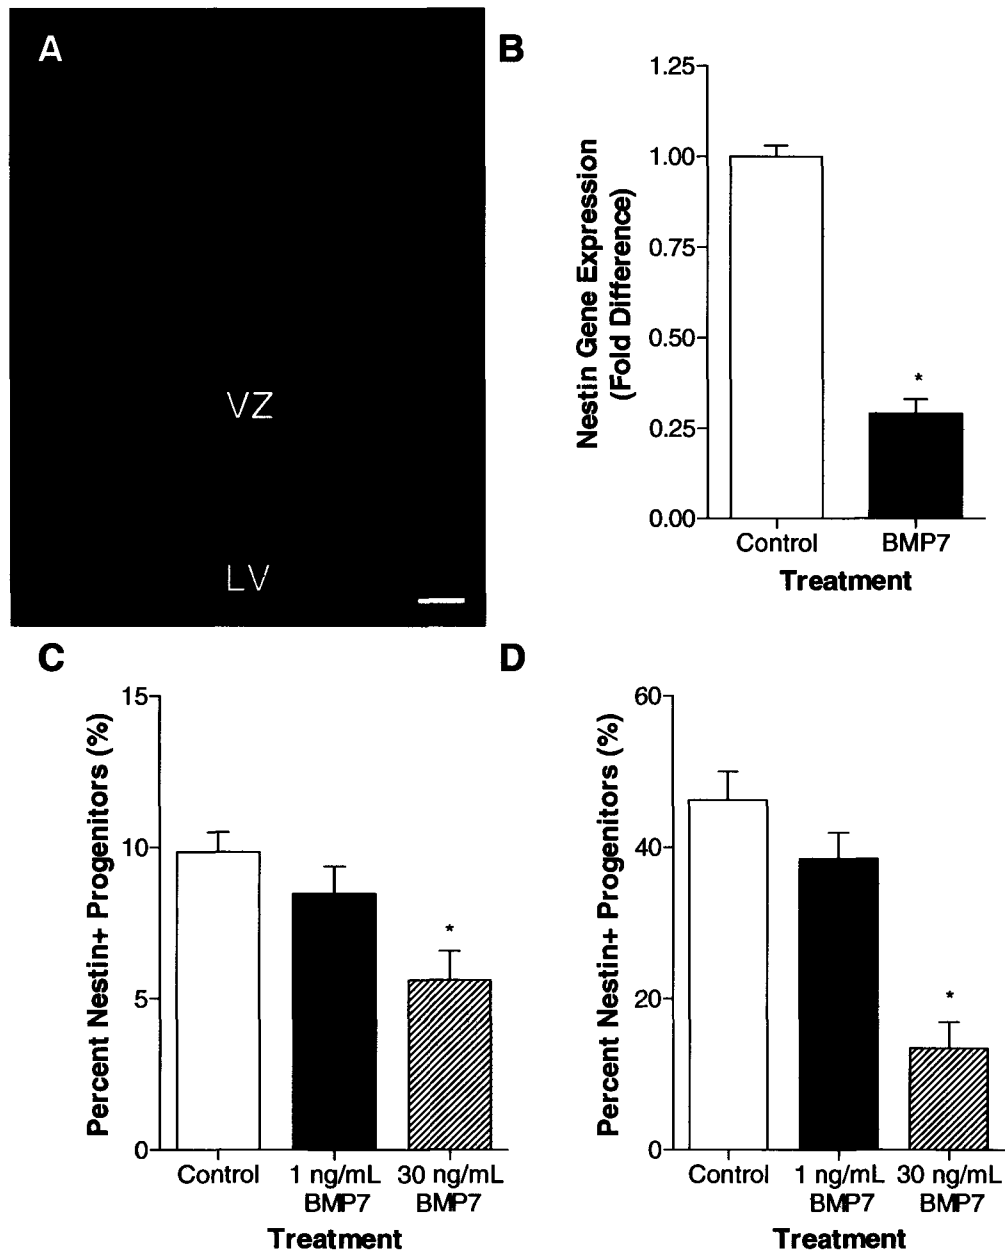 A
VZ
LV
B
Nestin Gene Expression
(Fold Difference)
1.25
1.00
0.75
0.50
0.25
0.00
*
Control
BMP7
Treatment
C
Percent Nestin+ Progenitors (%)
15
10
5
0
*
Control
1 ng/mL
BMP7
30 ng/mL
BMP7
Treatment
D
Percent Nestin+ Progenitors (%)
60
40
20
0
*
Control
1 ng/mL
BMP7
30 ng/mL
BMP7
Treatment